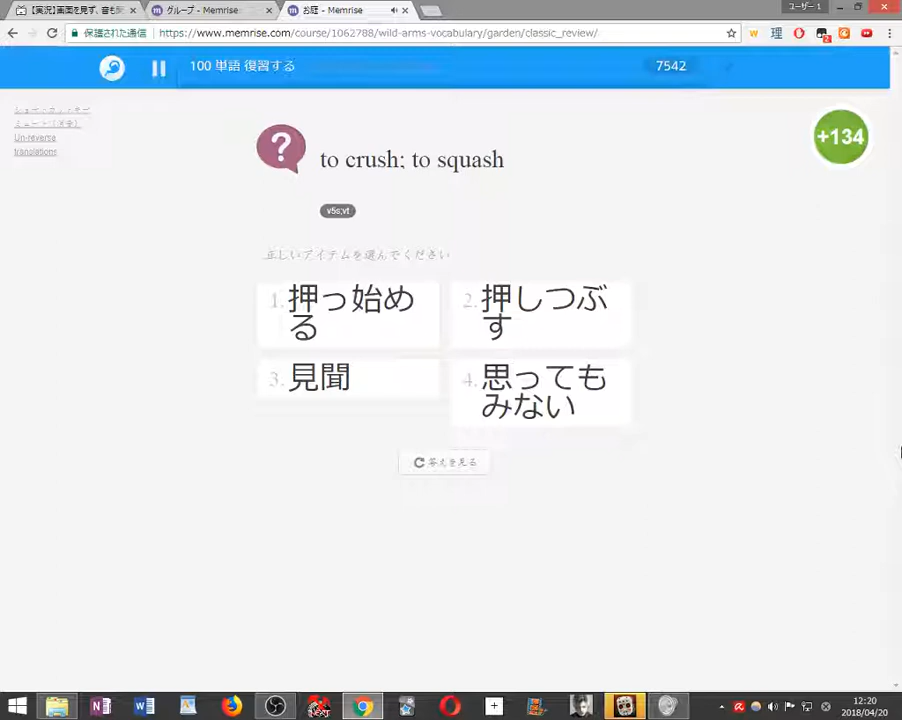 【実況】画面を見ず、音も
グループ - Memrise
お庭 - Memrise
ユーザー 1
保護された通信
https://www.memrise.com/course/1062788/wild-arms-vocabulary/garden/classic_review/
100 単語 復習する
7542
Un-reverse
translations
+134
?
to crush; to squash
v5s;vt
正しいアイテムを選んでください
1. 押っ始め
る
2. 押しつぶ
す
3. 見聞
4. 思っても
みない
答えを見る
12:20
2018/04/20